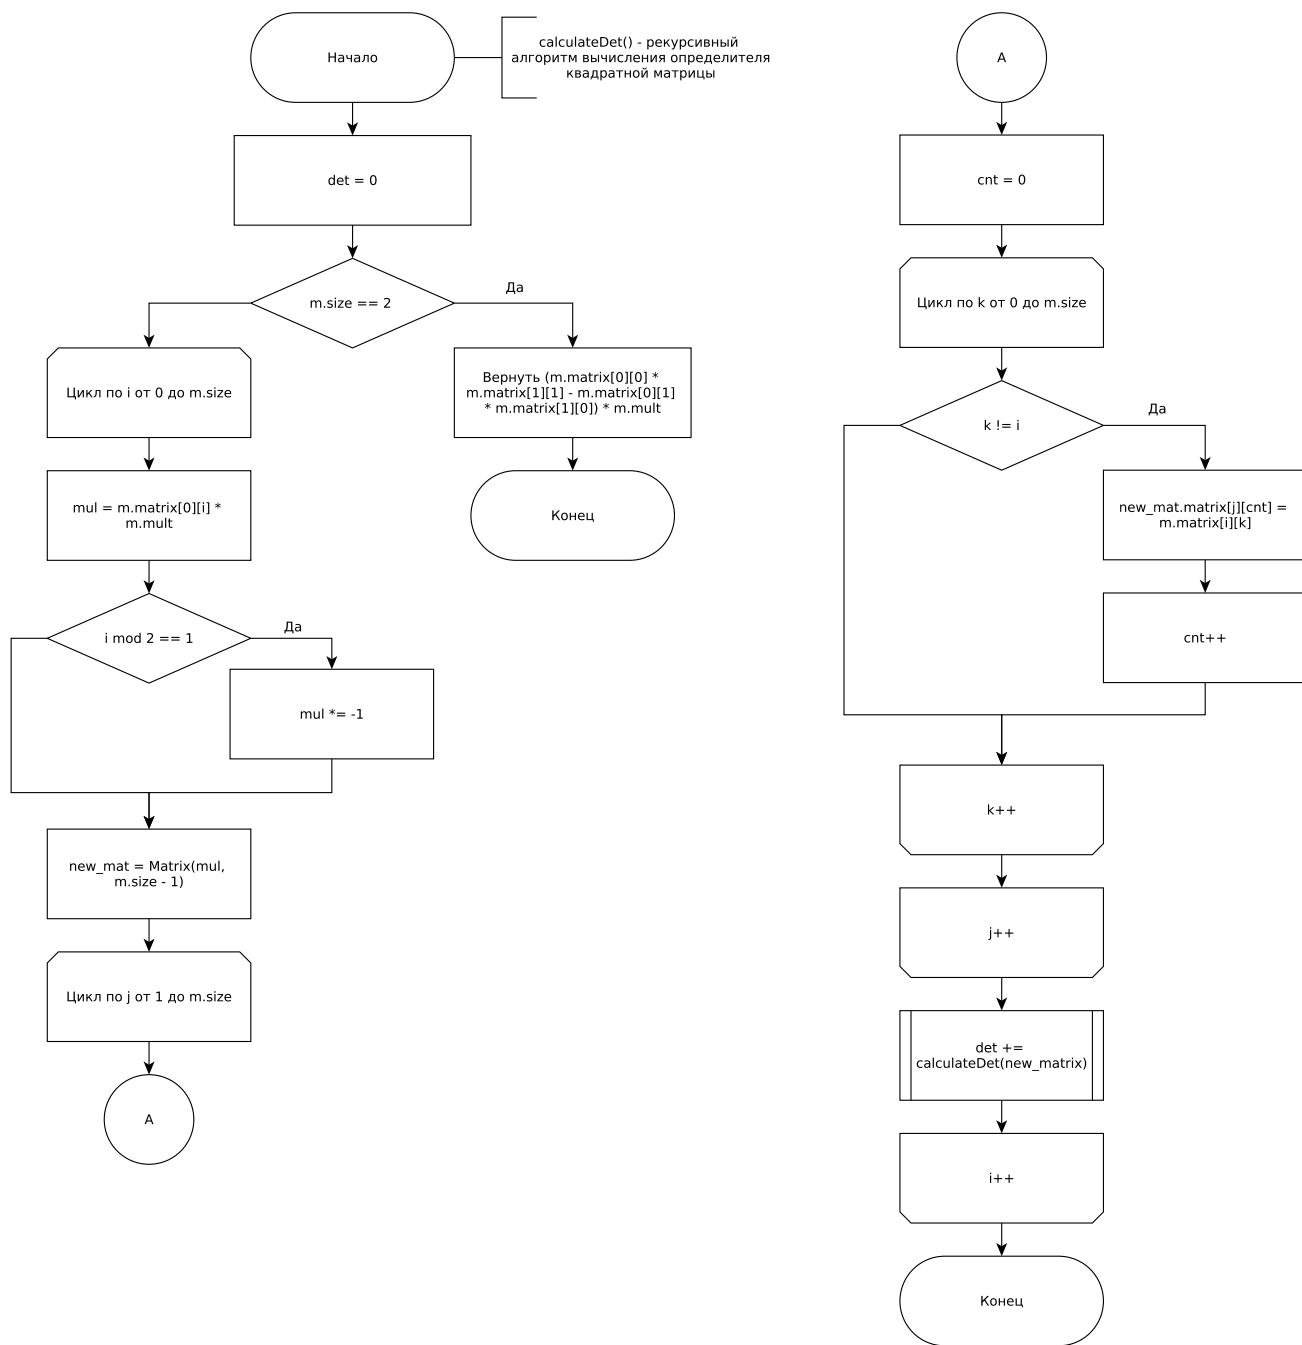 Начало
calculateDet() - рекурсивный
алгоритм вычисления определителя
квадратной матрицы
det = 0
m.size == 2
Да
Цикл по i от 0 до m.size
Вернуть (m.matrix[0][0] *
m.matrix[1][1] - m.matrix[0][1]
* m.matrix[1][0]) * m.mult
mul = m.matrix[0][i] *
m.mult
Конец
i mod 2 == 1
Да
mul *= -1
new_mat = Matrix(mul,
m.size - 1)
Цикл по j от 1 до m.size
A
A
cnt = 0
Цикл по k от 0 до m.size
k != i
Да
new_mat.matrix[j][cnt] =
m.matrix[i][k]
cnt++
k++
j++
det +=
calculateDet(new_matrix)
i++
Конец